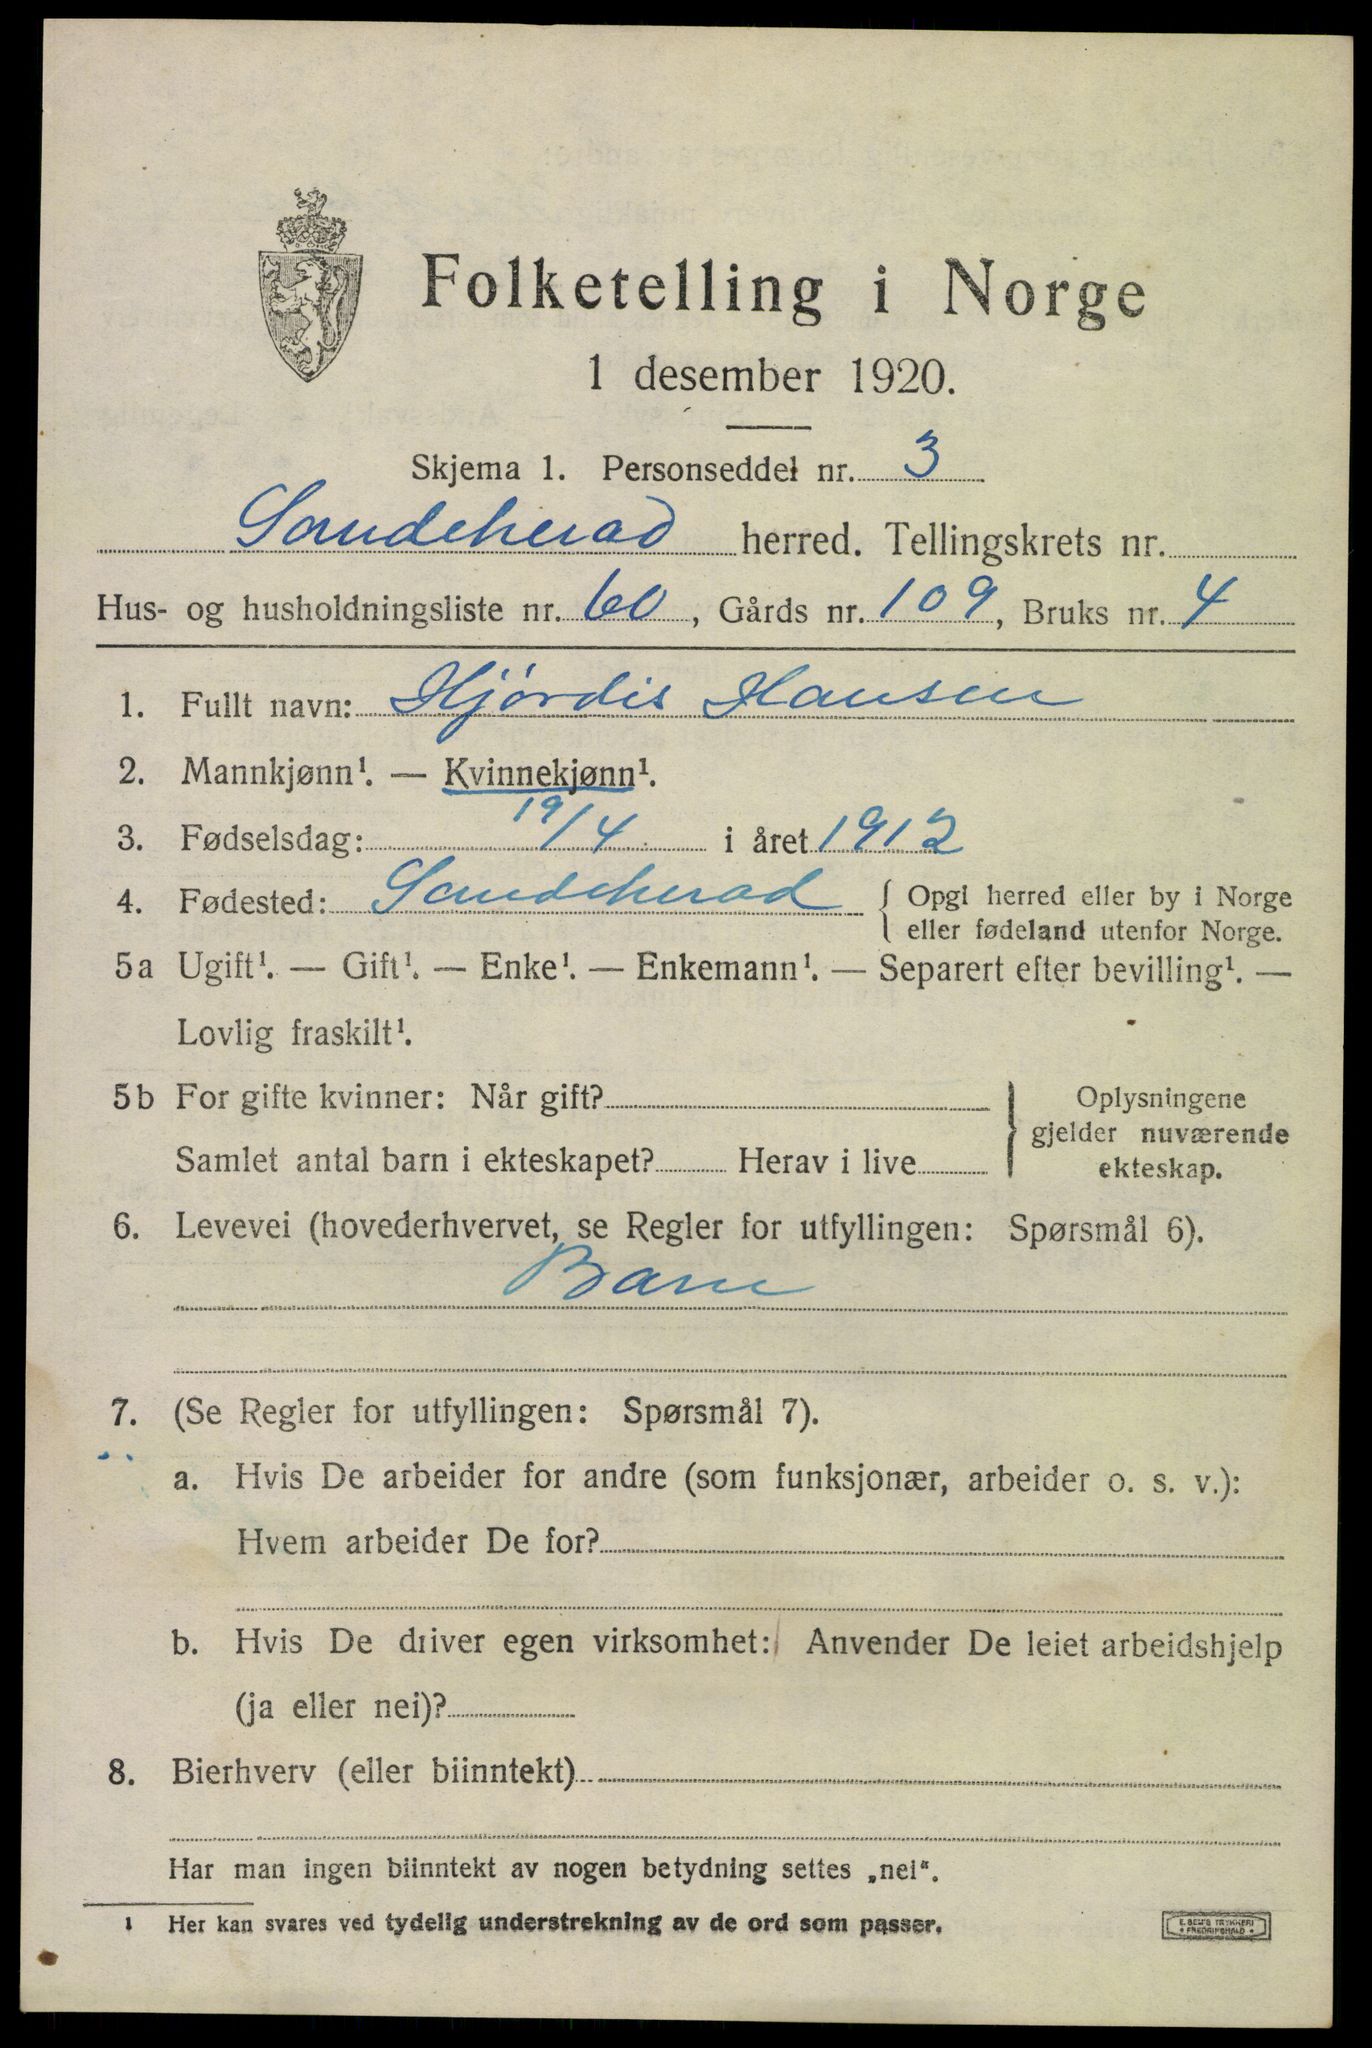 Folketelling i Norge
1 desember 1920.
Skjema 1. Personseddel nr. 3
Sandeherad herred. Tellingskrets nr.
Hus- og husholdningsliste nr. 60, Gårds nr. 109, Bruks nr. 4
1. Fullt navn: Hjørdis Hansen
2. Mannkjønn¹. — Kvinnekjønn¹.
3. Fødselsdag: 19/4 i året 1912
4. Fødested: Sandeherad { Opgi herred eller by i Norge
eller fødeland utenfor Norge.
5a Ugift¹. — Gift¹. — Enke¹. — Enkemann¹. — Separert efter bevilling¹. —
Lovlig fraskilt¹.
5b For gifte kvinner: Når gift?
Samlet antal barn i ekteskapet? Herav i live
} Oplysningene
gjelder nuværende
ekteskap.
6. Levevei (hovederhvervet, se Regler for utfyllingen: Spørsmål 6).
Barn
7. (Se Regler for utfyllingen: Spørsmål 7).
a. Hvis De arbeider for andre (som funksjonær, arbeider o. s. v.):
Hvem arbeider De for?
b. Hvis De driver egen virksomhet: Anvender De leiet arbeidshjelp
(ja eller nei)?
8. Bierhverv (eller biinntekt)
Har man ingen biinntekt av nogen betydning settes „nei“.
1 Her kan svares ved tydelig understrekning av de ord som passer.
E. SEM'S TRYKKERI
• FREDRIKSHALD •